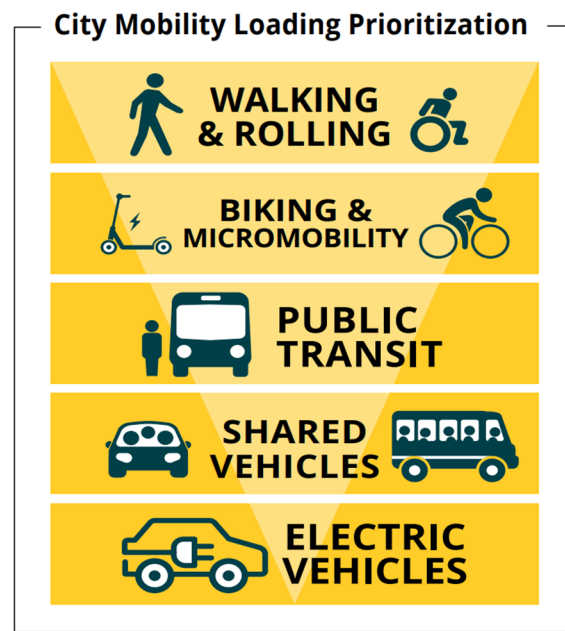 City Mobility Loading Prioritization
WALKING
& ROLLING
BIKING &
MICROMOBILITY
PUBLIC
TRANSIT
SHARED
VEHICLES
ELECTRIC
VEHICLES